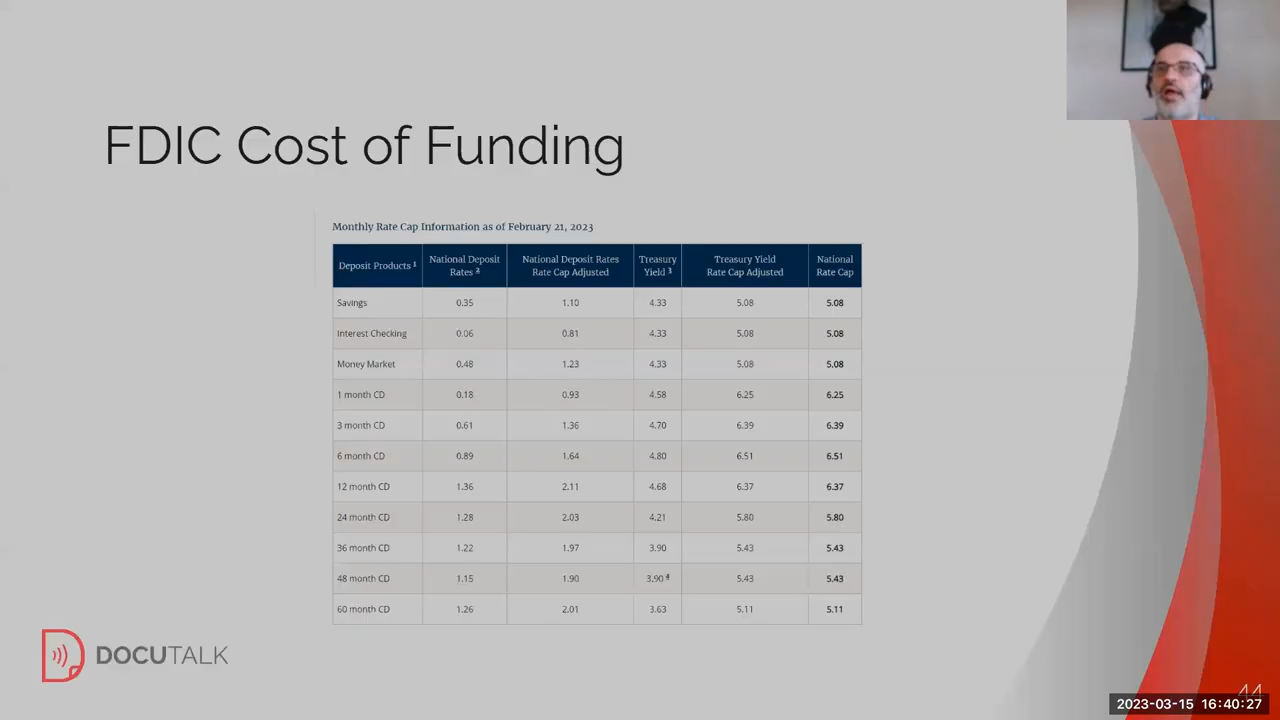 FDIC Cost of Funding
Monthly Rate Cap Information as of February 21, 2023
Deposit Products 1 National Deposit Rates 2 National Deposit Rates Rate Cap Adjusted Treasury Yield 3 Treasury Yield Rate Cap Adjusted National Rate Cap
Savings 0.35 1.10 4.33 5.08 5.08
Interest Checking 0.06 0.81 4.33 5.08 5.08
Money Market 0.48 1.23 4.33 5.08 5.08
1 month CD 0.18 0.93 4.58 6.25 6.25
3 month CD 0.61 1.36 4.70 6.39 6.39
6 month CD 0.89 1.64 4.80 6.51 6.51
12 month CD 1.36 2.11 4.68 6.37 6.37
24 month CD 1.28 2.03 4.21 5.80 5.80
36 month CD 1.22 1.97 3.90 5.43 5.43
48 month CD 1.15 1.90 3.90 4 5.43 5.43
60 month CD 1.26 2.01 3.63 5.11 5.11
DOCUTALK
44
2023-03-15 16:40:27